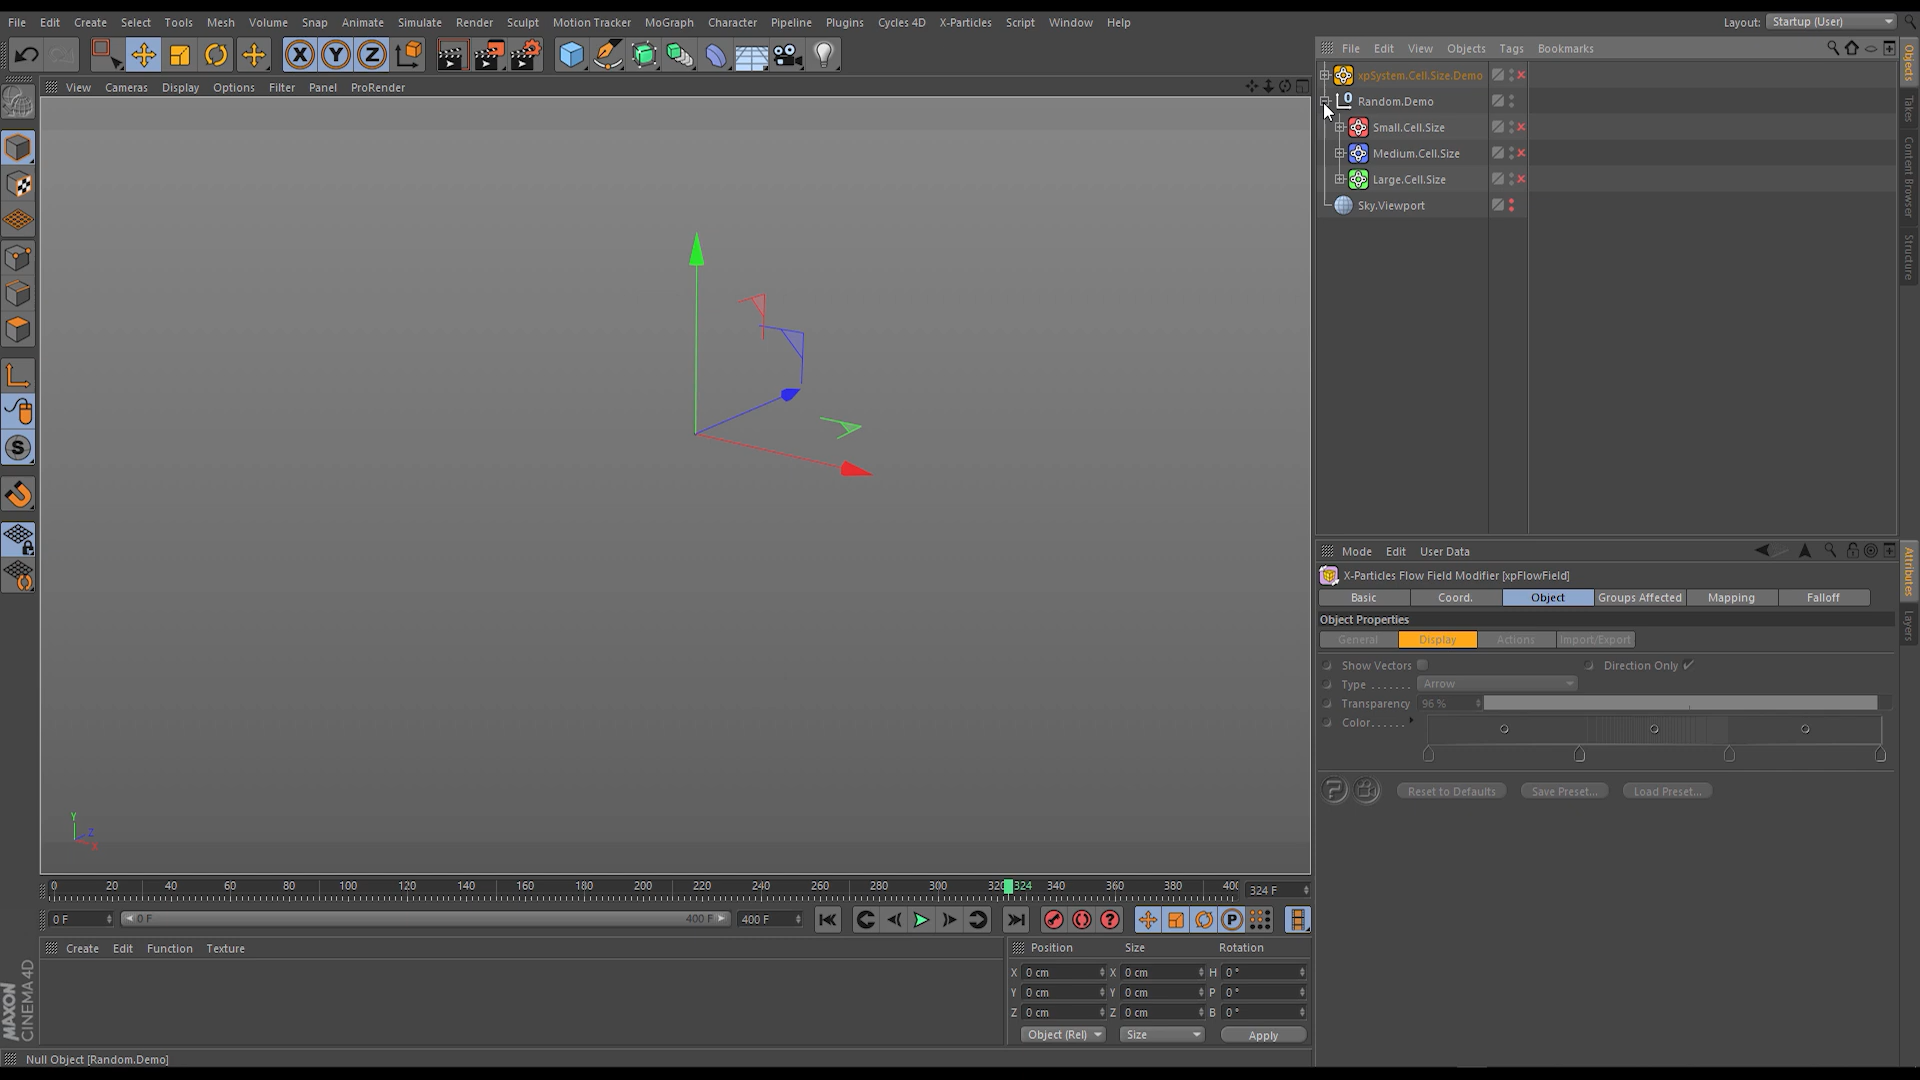 File Edit Create Select Tools Mesh Volume Snap Animate Simulate Render Sculpt Motion Tracker MoGraph Character Pipeline Plugins Cycles 4D X-Particles Script Window Help Layout: Startup (User)
X Y Z
File Edit View Objects Tags Bookmarks
View Cameras Display Options Filter Panel ProRender
xpSystem.Cell.Size.Demo
Random.Demo
Small.Cell.Size
Medium.Cell.Size
Large.Cell.Size
Sky.Viewport
Objects
Takes
Content Browser
Structure
Mode Edit User Data
X-Particles Flow Field Modifier [xpFlowField]
Basic Coord. Object Groups Affected Mapping Falloff
Object Properties
General Display Actions Import/Export
Show Vectors Direction Only
Type....... Arrow
Transparency 96 %
Color......
Reset to Defaults Save Preset... Load Preset...
Attributes
Layers
Y
Z
X
0 20 40 60 80 100 120 140 160 180 200 220 240 260 280 300 320 324 340 360 380 400 324 F
0 F 0 F 400 F 400 F
P
Create Edit Function Texture
Position Size Rotation
X 0 cm X 0 cm H 0 °
Y 0 cm Y 0 cm P 0 °
Z 0 cm Z 0 cm B 0 °
Object (Rel) Size Apply
MAXON
CINEMA 4D
Null Object [Random.Demo]